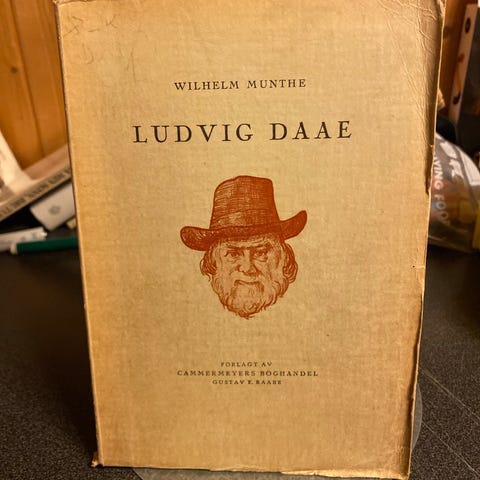 WILHELM MUNTHE
LUDVIG DAAE
FORLAGT AV
CAMMERMEYERS BOGHANDEL
GUSTAV E. RAABE